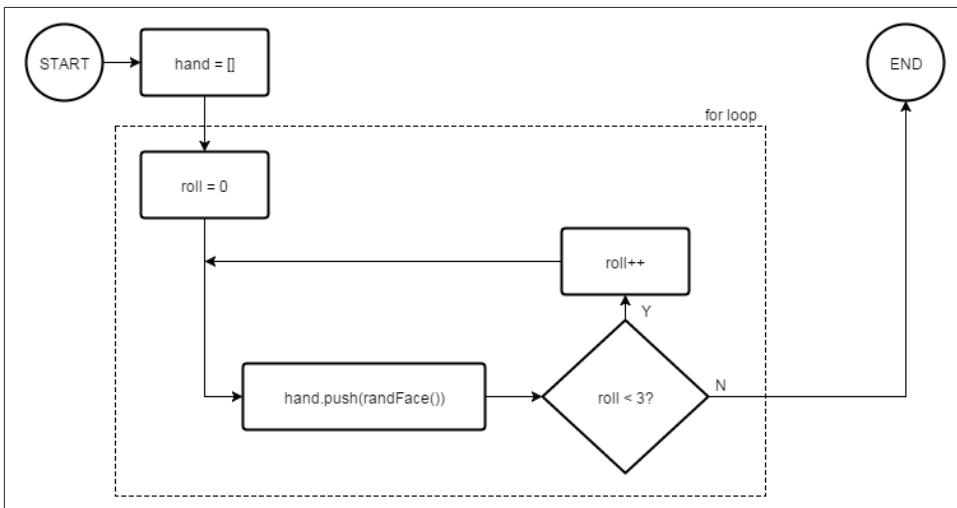 START
hand = []
END
for loop
roll = 0
roll++
Y
hand.push(randFace())
roll < 3?
N